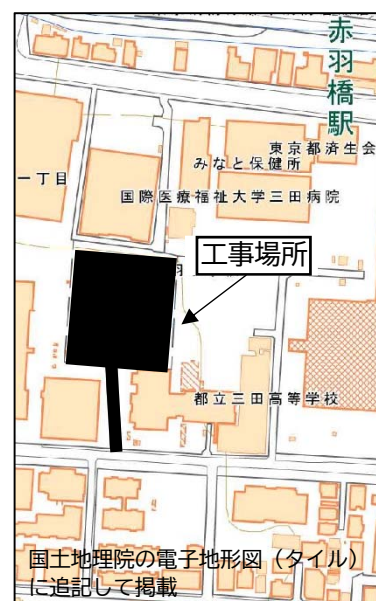 赤羽橋駅
東京都済生会
みなと保健所
一丁目
国際医療福祉大学三田病院
工事場所
都立三田高等学校
国土地理院の電子地形図（タイル）
に追記して掲載